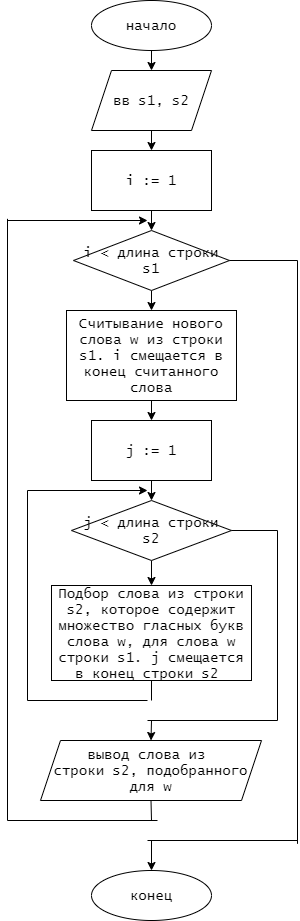 начало
вв s1, s2
i := 1
i < длина строки
s1
Считывание нового
слова w из строки
s1. i смещается в
конец считанного
слова
j := 1
j < длина строки
s2
Подбор слова из строки
s2, которое содержит
множество гласных букв
слова w, для слова w
строки s1. j смещается
в конец строки s2
вывод слова из
строки s2, подобранного
для w
конец